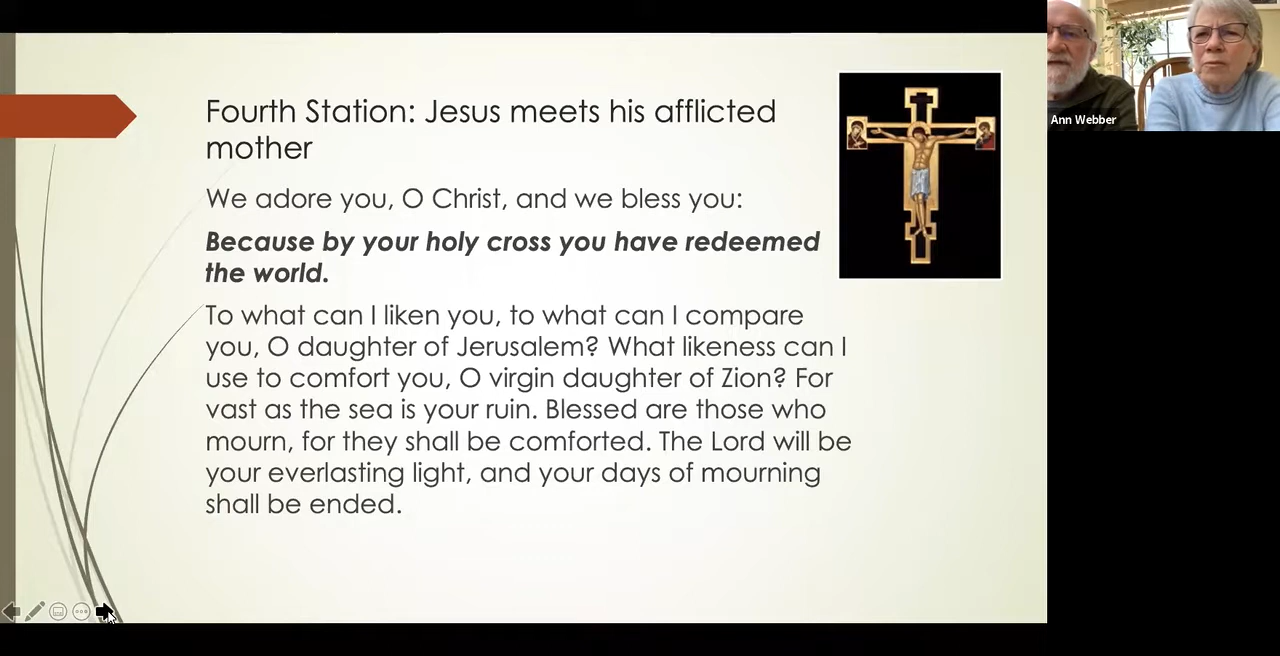 Fourth Station: Jesus meets his afflicted
mother
We adore you, O Christ, and we bless you:
Because by your holy cross you have redeemed
the world.
To what can I liken you, to what can I compare
you, O daughter of Jerusalem? What likeness can I
use to comfort you, O virgin daughter of Zion? For
vast as the sea is your ruin. Blessed are those who
mourn, for they shall be comforted. The Lord will be
your everlasting light, and your days of mourning
shall be ended.
Ann Webber